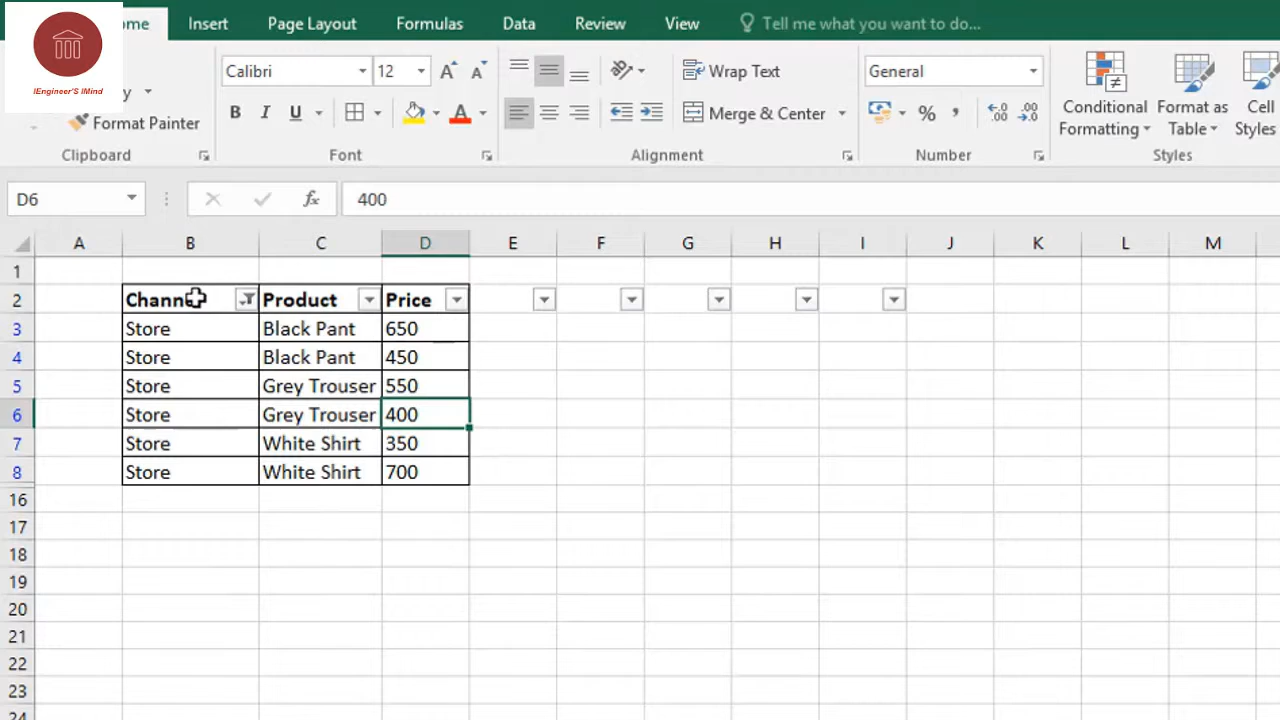 ome Insert Page Layout Formulas Data Review View Tell me what you want to do...
IEngineer'S IMind
Calibri 12 Wrap Text General
B I U Merge & Center % , Conditional Formatting Format as Table Cell Styles
Format Painter
Clipboard Font Alignment Number Styles
D6 fx 400
A B C D E F G H I J K L M
1
2 Product Price
3 Store Black Pant 650
4 Store Black Pant 450
5 Store Grey Trouser 550
6 Store Grey Trouser 400
7 Store White Shirt 350
8 Store White Shirt 700
16
17
18
19
20
21
22
23
24